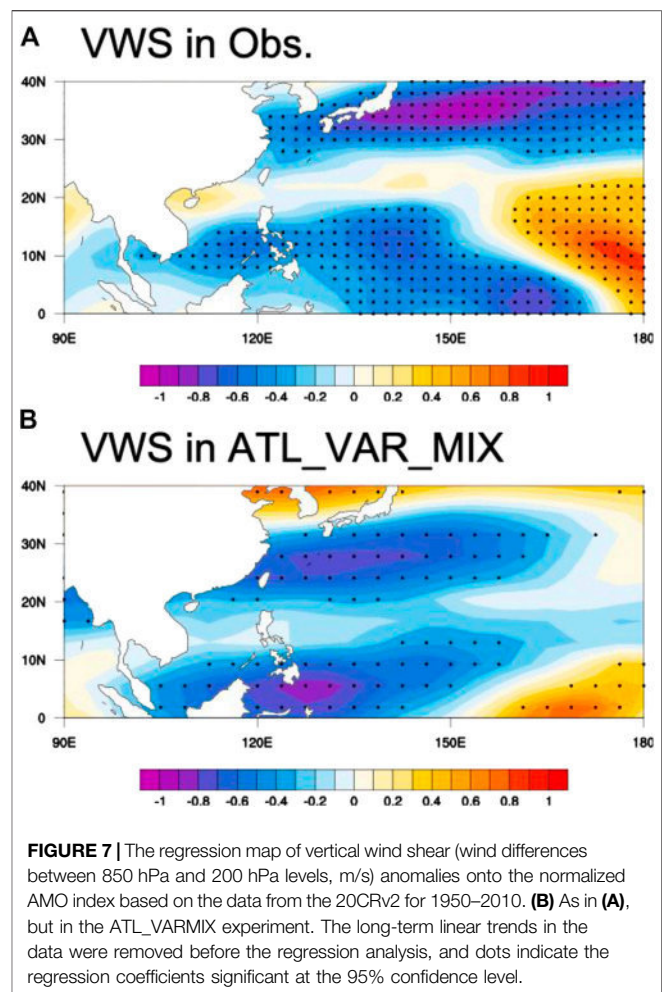 A
VWS in Obs.
40N
30N
20N
10N
0
90E 120E 150E 180
-1 -0.8 -0.6 -0.4 -0.2 0 0.2 0.4 0.6 0.8 1
B
VWS in ATL_VAR_MIX
40N
30N
20N
10N
0
90E 120E 150E 180
-1 -0.8 -0.6 -0.4 -0.2 0 0.2 0.4 0.6 0.8 1
FIGURE 7 | The regression map of vertical wind shear (wind differences
between 850 hPa and 200 hPa levels, m/s) anomalies onto the normalized
AMO index based on the data from the 20CRv2 for 1950–2010. (B) As in (A),
but in the ATL_VARMIX experiment. The long-term linear trends in the
data were removed before the regression analysis, and dots indicate the
regression coefficients significant at the 95% confidence level.